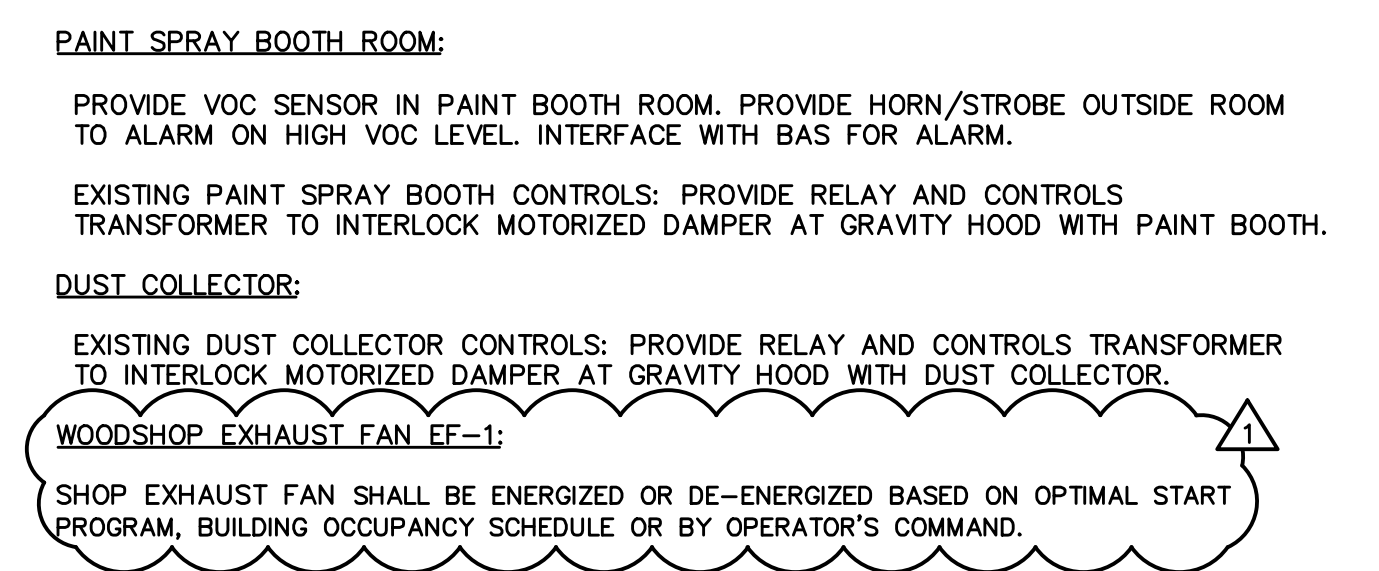 PAINT SPRAY BOOTH ROOM:
PROVIDE VOC SENSOR IN PAINT BOOTH ROOM. PROVIDE HORN/STROBE OUTSIDE ROOM
TO ALARM ON HIGH VOC LEVEL. INTERFACE WITH BAS FOR ALARM.
EXISTING PAINT SPRAY BOOTH CONTROLS: PROVIDE RELAY AND CONTROLS
TRANSFORMER TO INTERLOCK MOTORIZED DAMPER AT GRAVITY HOOD WITH PAINT BOOTH.
DUST COLLECTOR:
EXISTING DUST COLLECTOR CONTROLS: PROVIDE RELAY AND CONTROLS TRANSFORMER
TO INTERLOCK MOTORIZED DAMPER AT GRAVITY HOOD WITH DUST COLLECTOR.
WOODSHOP EXHAUST FAN EF-1:
1
SHOP EXHAUST FAN SHALL BE ENERGIZED OR DE-ENERGIZED BASED ON OPTIMAL START
PROGRAM, BUILDING OCCUPANCY SCHEDULE OR BY OPERATOR'S COMMAND.